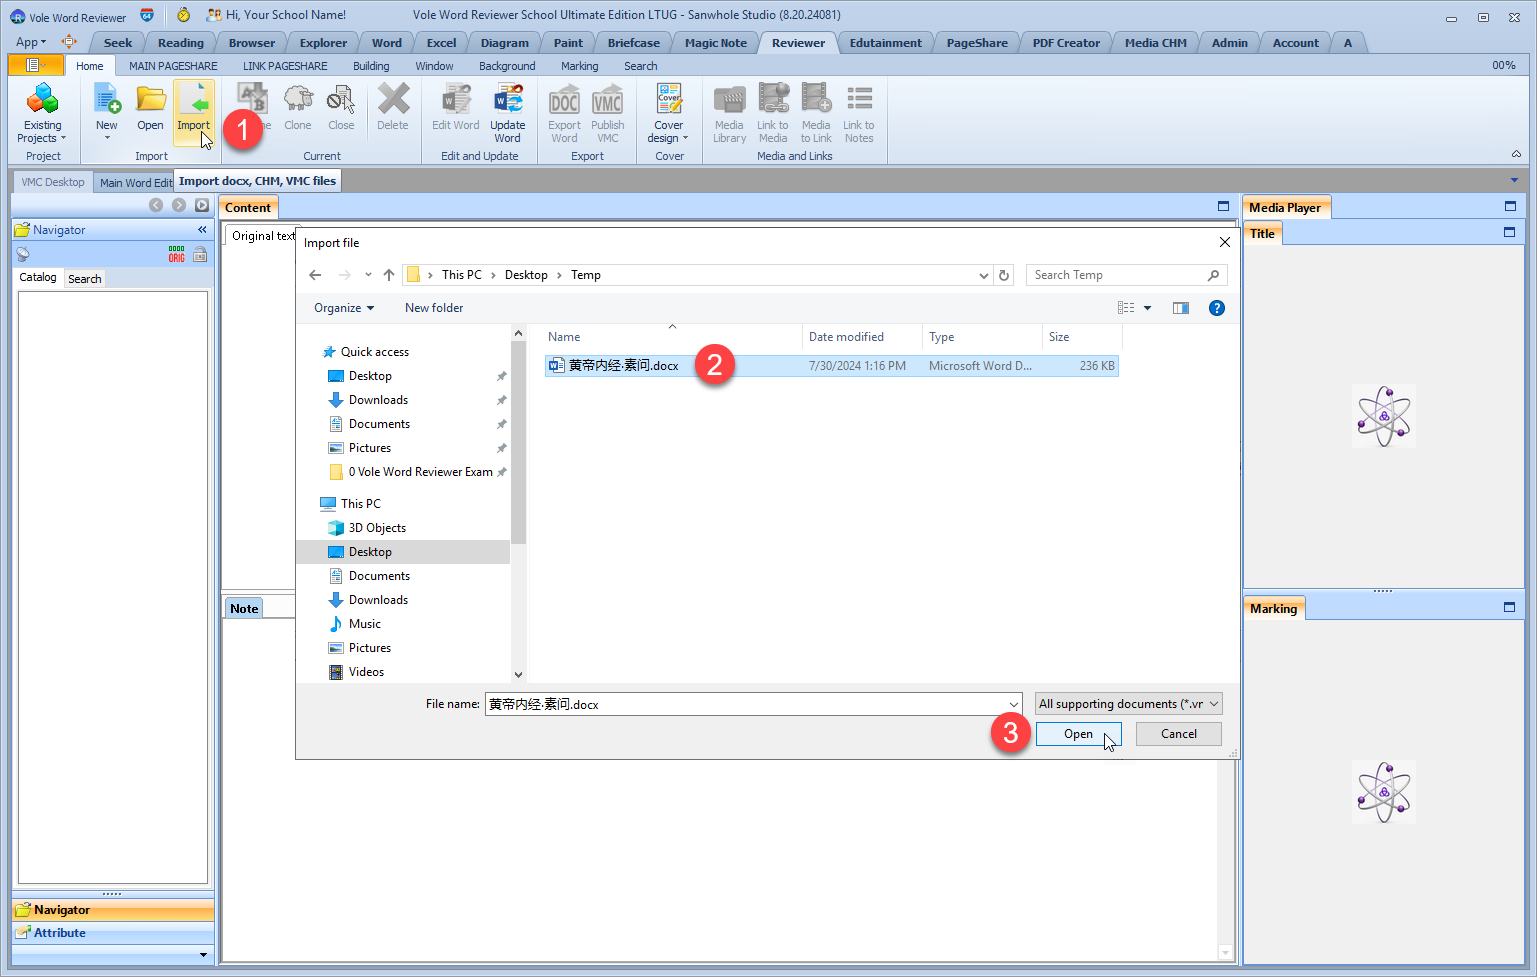 Vole Word Reviewer
64
Hi, Your School Name!
Vole Word Reviewer School Ultimate Edition LTUG - Sanwhole Studio (8.20.24081)
App
Seek
Reading
Browser
Explorer
Word
Excel
Diagram
Paint
Briefcase
Magic Note
Reviewer
Edutainment
PageShare
PDF Creator
Media CHM
Admin
Account
A
Home
MAIN PAGESHARE
LINK PAGESHARE
Building
Window
Background
Marking
Search
00%
Existing
Projects
New
Open
Import
1
Clone
Close
Delete
Edit Word
Update
Word
DOC
Export
Word
VMC
Publish
VMC
Cover
Cover
design
Media
Library
Link to
Media
Media
to Link
Link to
Notes
Project
Import
Current
Edit and Update
Export
Cover
Media and Links
VMC Desktop
Main Word Edit
Import docx, CHM, VMC files
Navigator
ORIG
Catalog
Search
Content
Original text
Media Player
Title
Import file
This PC
Desktop
Temp
Search Temp
Organize
New folder
Quick access
Desktop
Downloads
Documents
Pictures
0 Vole Word Reviewer Exam
This PC
3D Objects
Desktop
Documents
Downloads
Music
Pictures
Videos
Name
Date modified
Type
Size
黄帝内经·素问.docx
2
7/30/2024 1:16 PM
Microsoft Word D...
236 KB
File name:
黄帝内经·素问.docx
All supporting documents (*.vr
3
Open
Cancel
Note
Marking
Navigator
Attribute